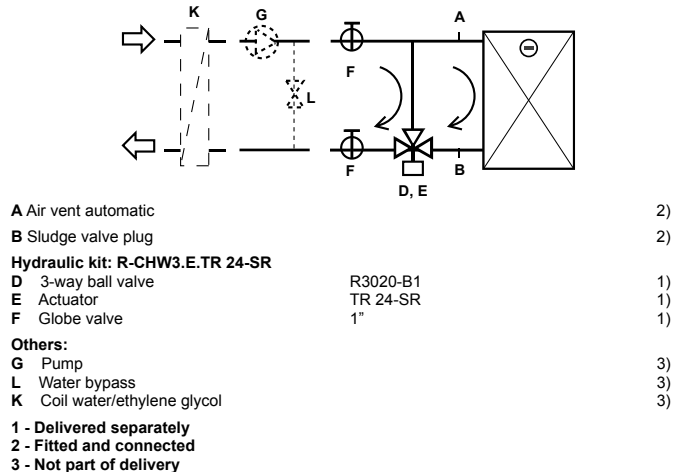 K
G
A
F
L
F
B
D, E
A Air vent automatic 2)
B Sludge valve plug 2)
Hydraulic kit: R-CHW3.E.TR 24-SR
D 3-way ball valve R3020-B1 1)
E Actuator TR 24-SR 1)
F Globe valve 1” 1)
Others:
G Pump 3)
L Water bypass 3)
K Coil water/ethylene glycol 3)
1 - Delivered separately
2 - Fitted and connected
3 - Not part of delivery